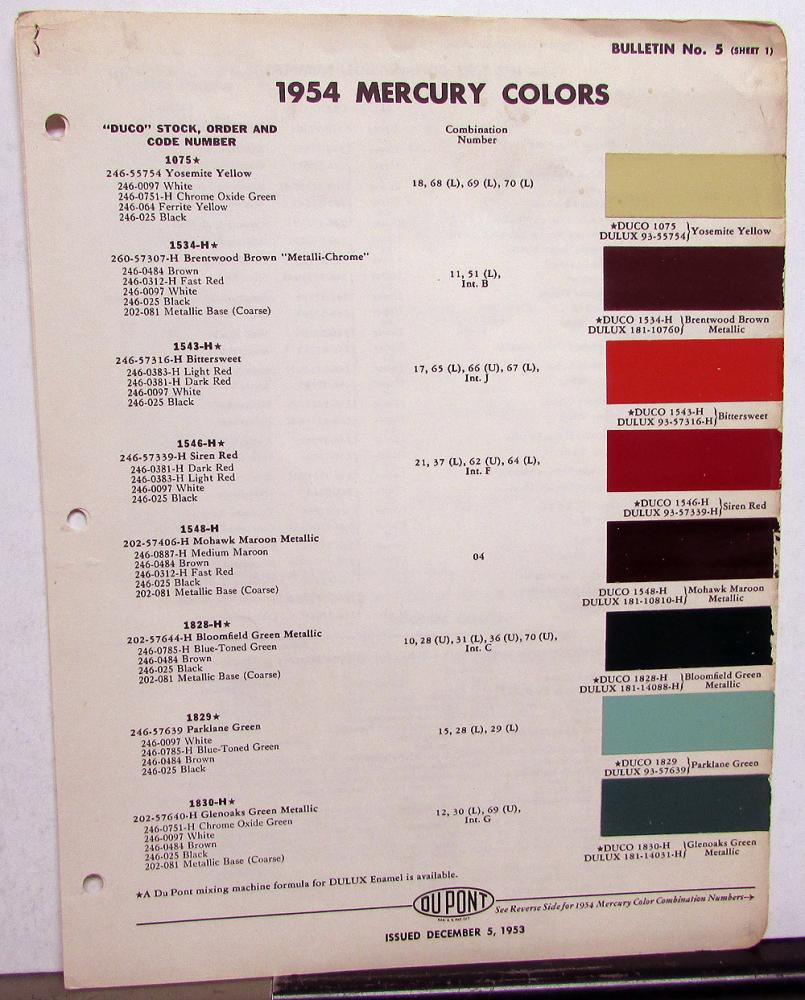 BULLETIN No. 5 (SHEET 1)
1954 MERCURY COLORS
"DUCO" STOCK, ORDER AND
CODE NUMBER
Combination
Number
1075★
246-55754 Yosemite Yellow
246-0097 White
246-0751-H Chrome Oxide Green
246-064 Ferrite Yellow
246-025 Black
18, 68 (L), 69 (L), 70 (L)
★DUCO 1075
DULUX 93-55754} Yosemite Yellow
1534-H★
260-57307-H Brentwood Brown "Metalli-Chrome"
246-0484 Brown
246-0312-H Fast Red
246-0097 White
246-025 Black
202-081 Metallic Base (Coarse)
11, 51 (L),
Int. B
★DUCO 1534-H } Brentwood Brown
DULUX 181-10760} Metallic
1543-H★
246-57316-H Bittersweet
246-0383-H Light Red
246-0381-H Dark Red
246-0097 White
246-025 Black
17, 65 (L), 66 (U), 67 (L),
Int. J
★DUCO 1543-H
DULUX 93-57316-H} Bittersweet
1546-H★
246-57339-H Siren Red
246-0381-H Dark Red
246-0383-H Light Red
246-0097 White
246-025 Black
21, 37 (L), 62 (U), 64 (L),
Int. F
★DUCO 1546-H
DULUX 93-57339-H} Siren Red
1548-H
202-57406-H Mohawk Maroon Metallic
246-0887-H Medium Maroon
246-0484 Brown
246-0312-H Fast Red
246-025 Black
202-081 Metallic Base (Coarse)
04
DUCO 1548-H } Mohawk Maroon
DULUX 181-10810-H} Metallic
1828-H★
202-57644-H Bloomfield Green Metallic
246-0785-H Blue-Toned Green
246-0484 Brown
246-025 Black
202-081 Metallic Base (Coarse)
10, 28 (U), 31 (L), 36 (U), 70 (U),
Int. C
★DUCO 1828-H } Bloomfield Green
DULUX 181-14088-H} Metallic
1829★
246-57639 Parklane Green
246-0097 White
246-0785-H Blue-Toned Green
246-0484 Brown
246-025 Black
15, 28 (L), 29 (L)
★DUCO 1829
DULUX 93-57639} Parklane Green
1830-H★
202-57640-H Glenoaks Green Metallic
246-0751-H Chrome Oxide Green
246-0097 White
246-0484 Brown
246-025 Black
202-081 Metallic Base (Coarse)
12, 30 (L), 69 (U),
Int. G
★DUCO 1830-H } Glenoaks Green
DULUX 181-14031-H} Metallic
★A Du Pont mixing machine formula for DULUX Enamel is available.
DU PONT
REG. U.S. PAT. OFF.
See Reverse Side for 1954 Mercury Color Combination Numbers→
ISSUED DECEMBER 5, 1953